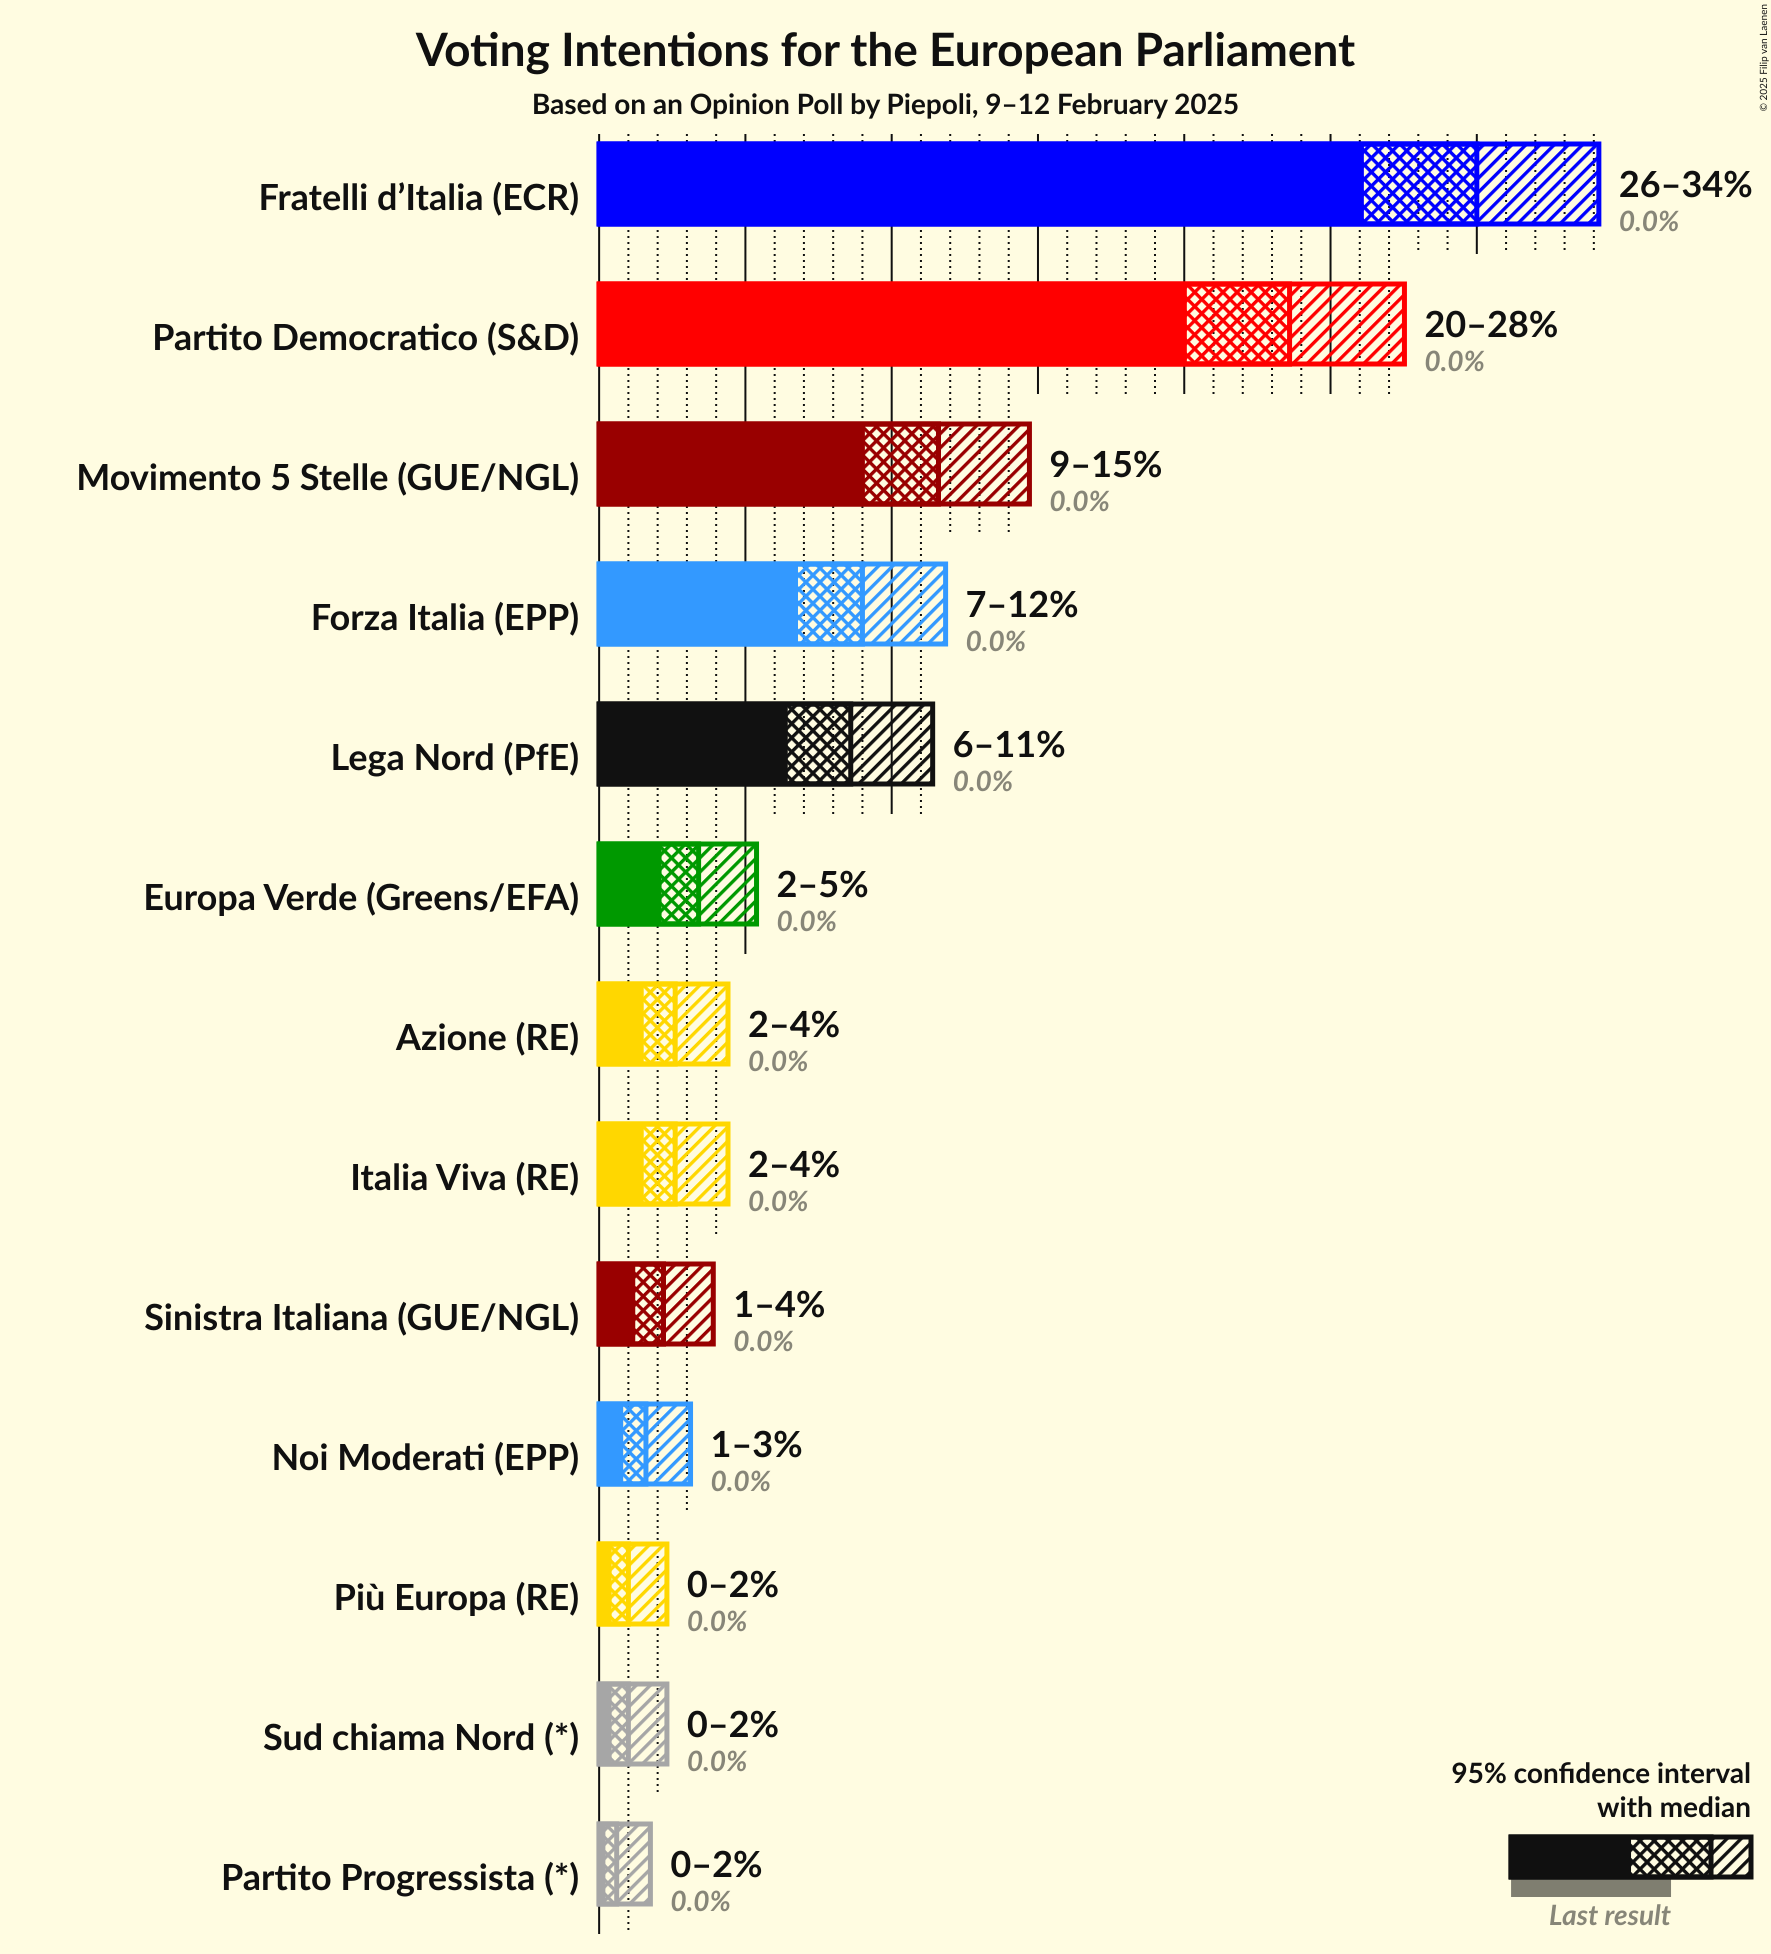 Voting Intentions for the European Parliament
Based on an Opinion Poll by Piepoli, 9–12 February 2025
© 2025 Filip van Laenen
Fratelli d’Italia (ECR)
26–34%
0.0%
Partito Democratico (S&D)
20–28%
0.0%
Movimento 5 Stelle (GUE/NGL)
9–15%
0.0%
Forza Italia (EPP)
7–12%
0.0%
Lega Nord (PfE)
6–11%
0.0%
Europa Verde (Greens/EFA)
2–5%
0.0%
Azione (RE)
2–4%
0.0%
Italia Viva (RE)
2–4%
0.0%
Sinistra Italiana (GUE/NGL)
1–4%
0.0%
Noi Moderati (EPP)
1–3%
0.0%
Più Europa (RE)
0–2%
0.0%
Sud chiama Nord (*)
0–2%
0.0%
Partito Progressista (*)
0–2%
0.0%
95% confidence interval
with median
Last result